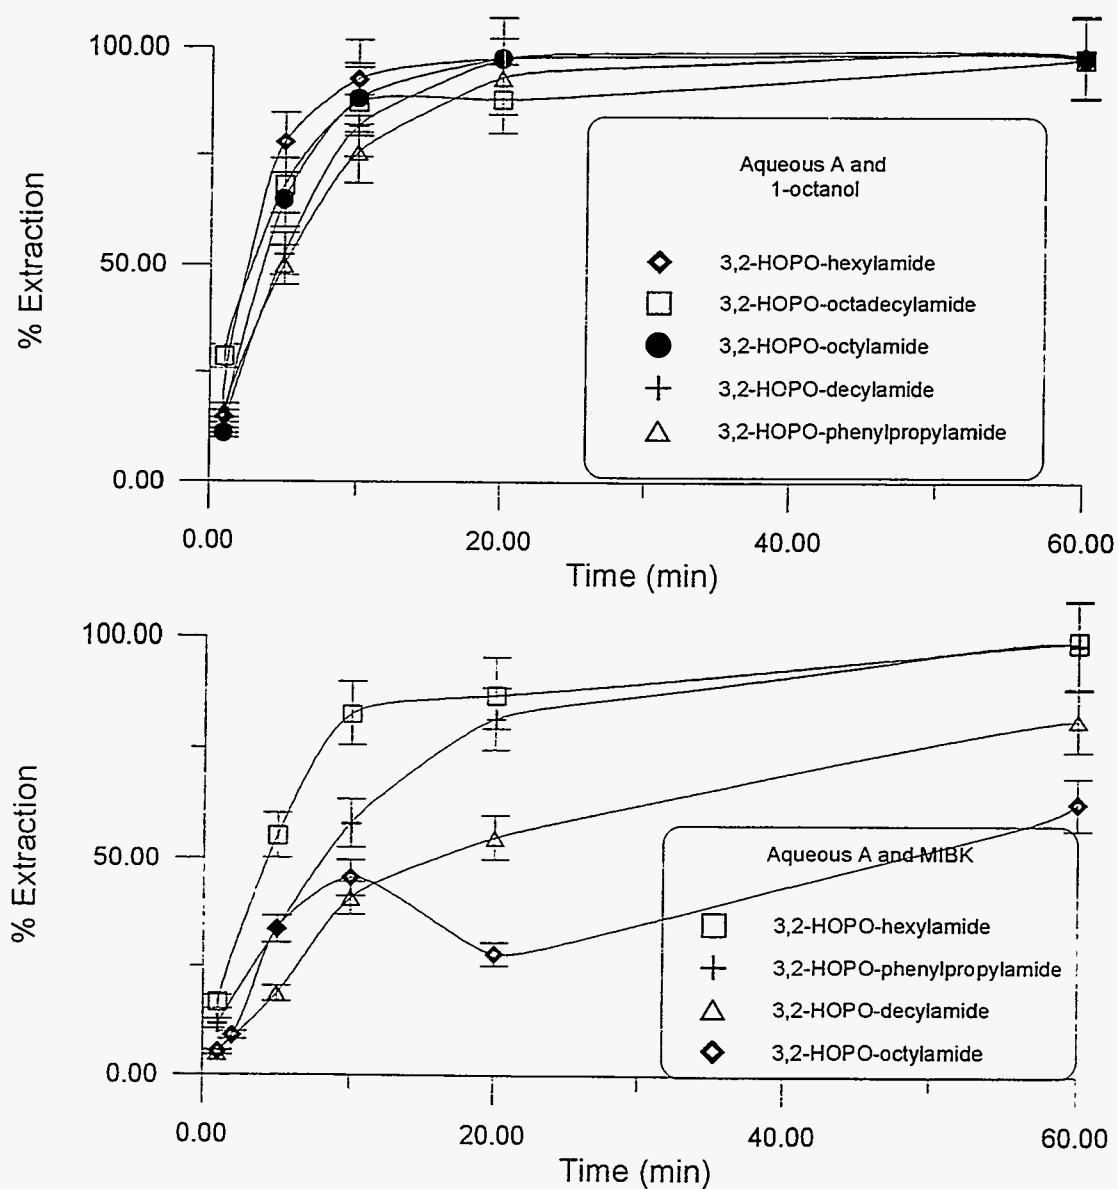 100.00
50.00
0.00
% Extraction
Aqueous A and
1-octanol
3,2-HOPO-hexylamide
3,2-HOPO-octadecylamide
3,2-HOPO-octylamide
3,2-HOPO-decylamide
3,2-HOPO-phenylpropylamide
0.00 20.00 40.00 60.00
Time (min)
100.00
50.00
0.00
% Extraction
Aqueous A and MIBK
3,2-HOPO-hexylamide
3,2-HOPO-phenylpropylamide
3,2-HOPO-decylamide
3,2-HOPO-octylamide
0.00 20.00 40.00 60.00
Time (min)